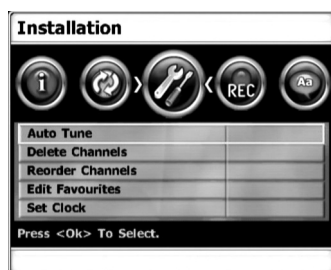 Installation
i
REC
Aa
Auto Tune
Delete Channels
Reorder Channels
Edit Favourites
Set Clock
Press <Ok> To Select.